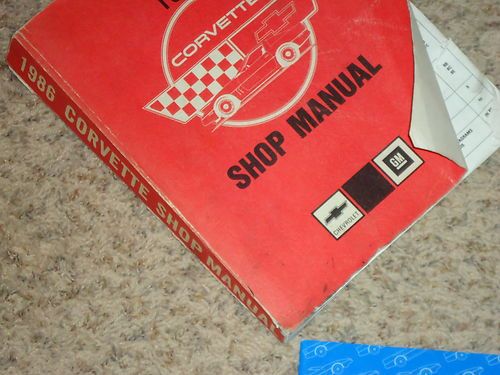 CORVETTE
SHOP MANUAL
CHEVROLET
GM
1986 CORVETTE SHOP MANUAL